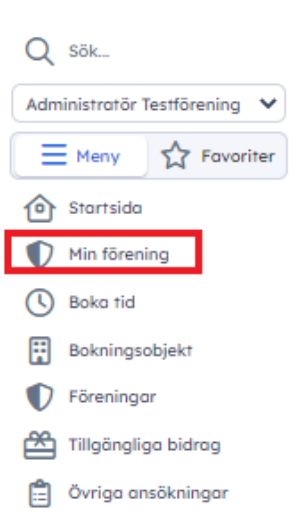 Sök...
Administratör Testförening
Meny Favoriter
Startsida
Min förening
Boka tid
Bokningsobjekt
Föreningar
Tillgängliga bidrag
Övriga ansökningar